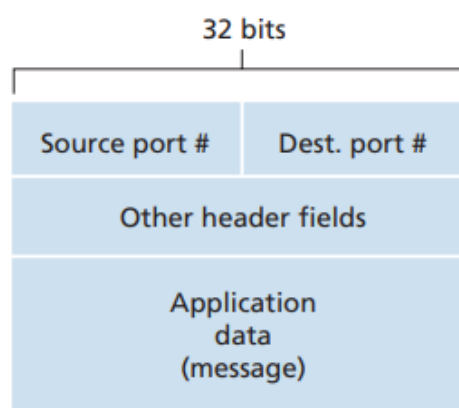 32 bits
Source port #
Dest. port #
Other header fields
Application
data
(message)